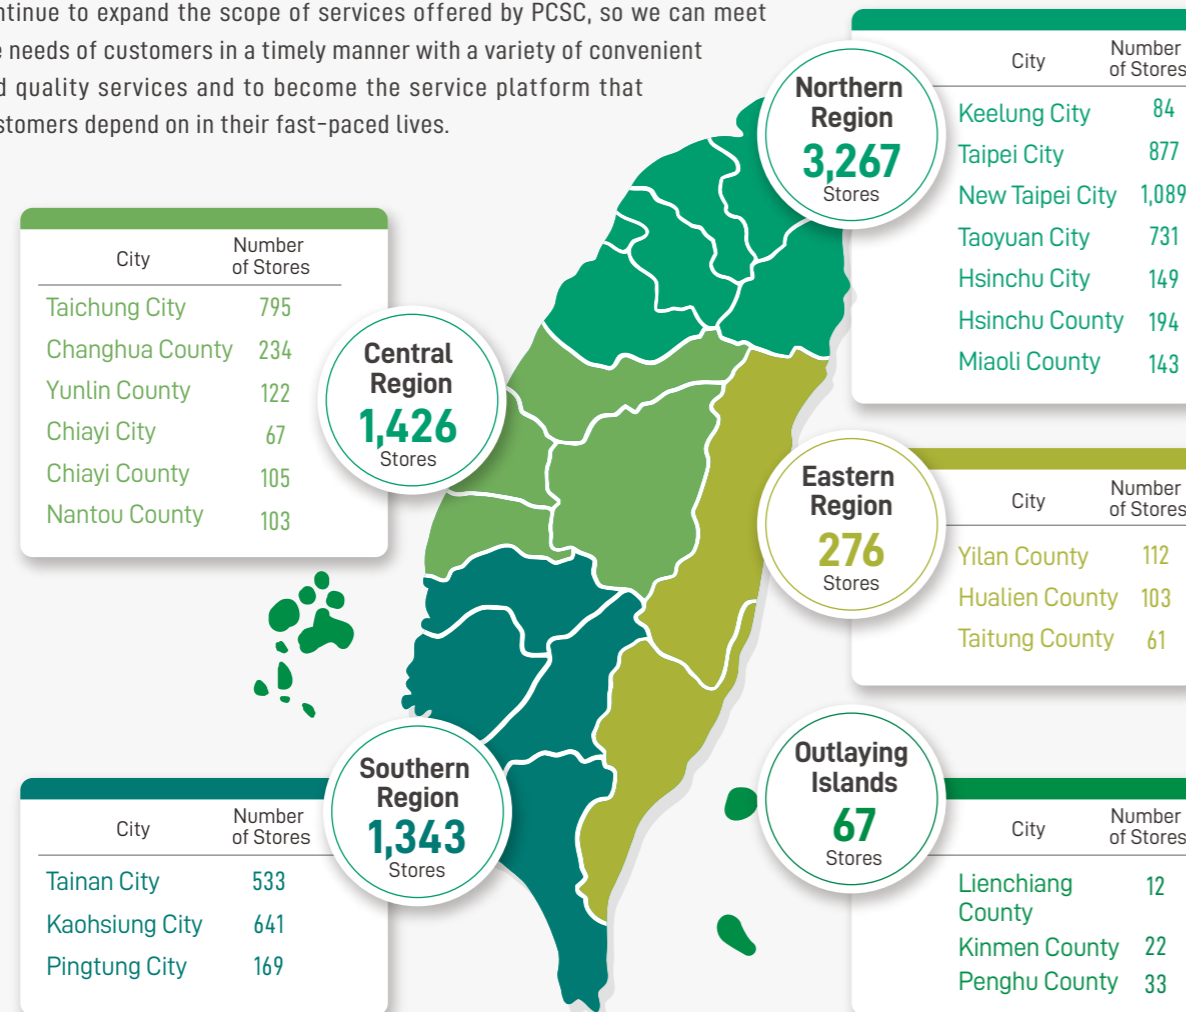 ntinue to expand the scope of services offered by PCSC, so we can meet
needs of customers in a timely manner with a variety of convenient
quality services and to become the service platform that
stomers depend on in their fast-paced lives.
Northern
Region
3,267
Stores
City Number
of Stores
Keelung City 84
Taipei City 877
New Taipei City 1,089
Taoyuan City 731
Hsinchu City 149
Hsinchu County 194
Miaoli County 143
City Number
of Stores
Taichung City 795
Changhua County 234
Yunlin County 122
Chiayi City 67
Chiayi County 105
Nantou County 103
Central
Region
1,426
Stores
Eastern
Region
276
Stores
City Number
of Stores
Yilan County 112
Hualien County 103
Taitung County 61
Southern
Region
1,343
Stores
City Number
of Stores
Tainan City 533
Kaohsiung City 641
Pingtung City 169
Outlaying
Islands
67
Stores
City Number
of Stores
Lienchiang 12
County
Kinmen County 22
Penghu County 33